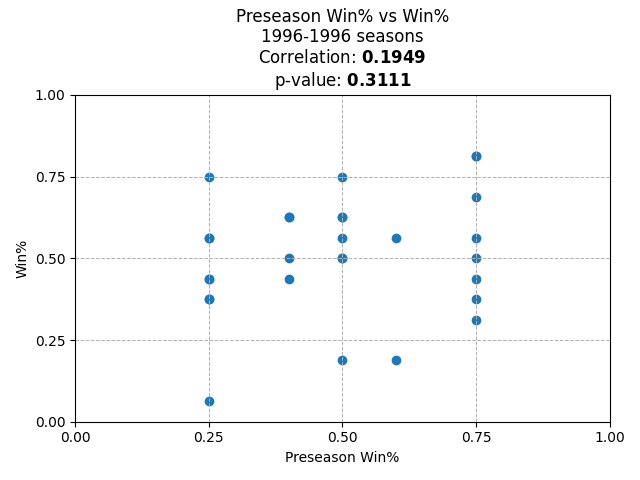 Preseason Win% vs Win%
1996-1996 seasons
Correlation: 0.1949
p-value: 0.3111
1.00
0.75
0.50
0.25
0.00
Win%
0.00 0.25 0.50 0.75 1.00
Preseason Win%